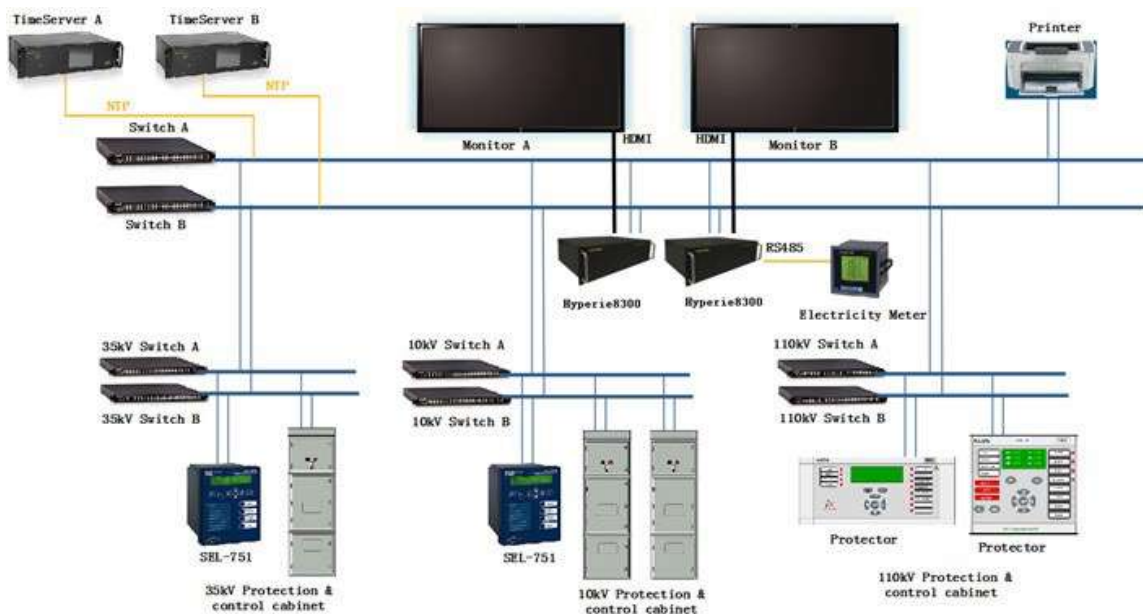 TimeServer A
TimeServer B
Printer
NTP
NTP
Switch A
Monitor A
HDMI
HDMI
Monitor B
Switch B
RS485
Hyperie8300
Hyperie8300
Electricity Meter
35kV Switch A
10kV Switch A
110kV Switch A
35kV Switch B
10kV Switch B
110kV Switch B
SEL-751
SEL-751
Protector
Protector
35kV Protection &
control cabinet
10kV Protection &
control cabinet
110kV Protection &
control cabinet